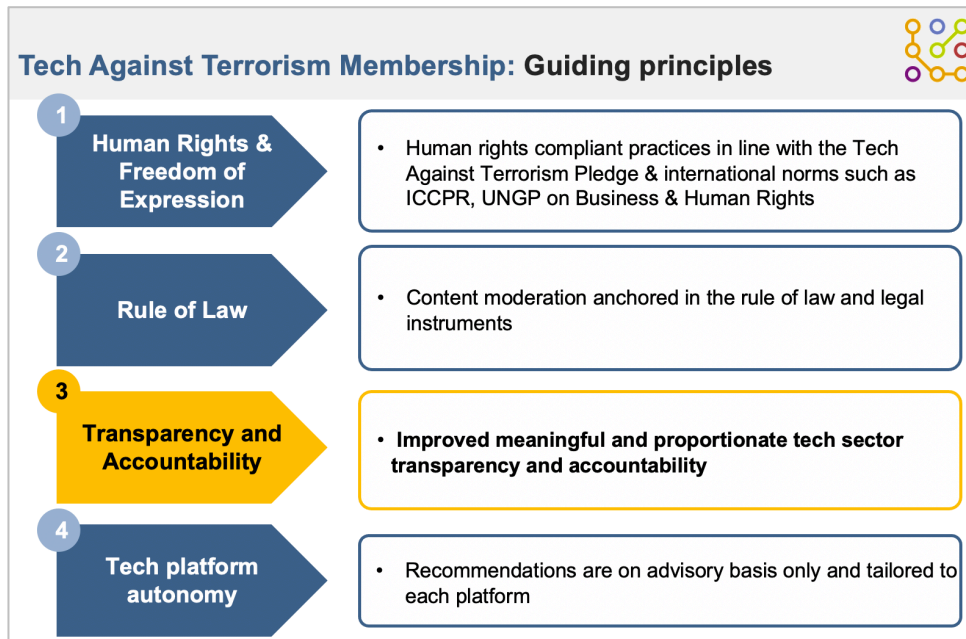 Tech Against Terrorism Membership: Guiding principles
1
Human Rights &
Freedom of
Expression
• Human rights compliant practices in line with the Tech
Against Terrorism Pledge & international norms such as
ICCPR, UNGP on Business & Human Rights
2
Rule of Law
• Content moderation anchored in the rule of law and legal
instruments
3
Transparency and
Accountability
• Improved meaningful and proportionate tech sector
transparency and accountability
4
Tech platform
autonomy
• Recommendations are on advisory basis only and tailored to
each platform